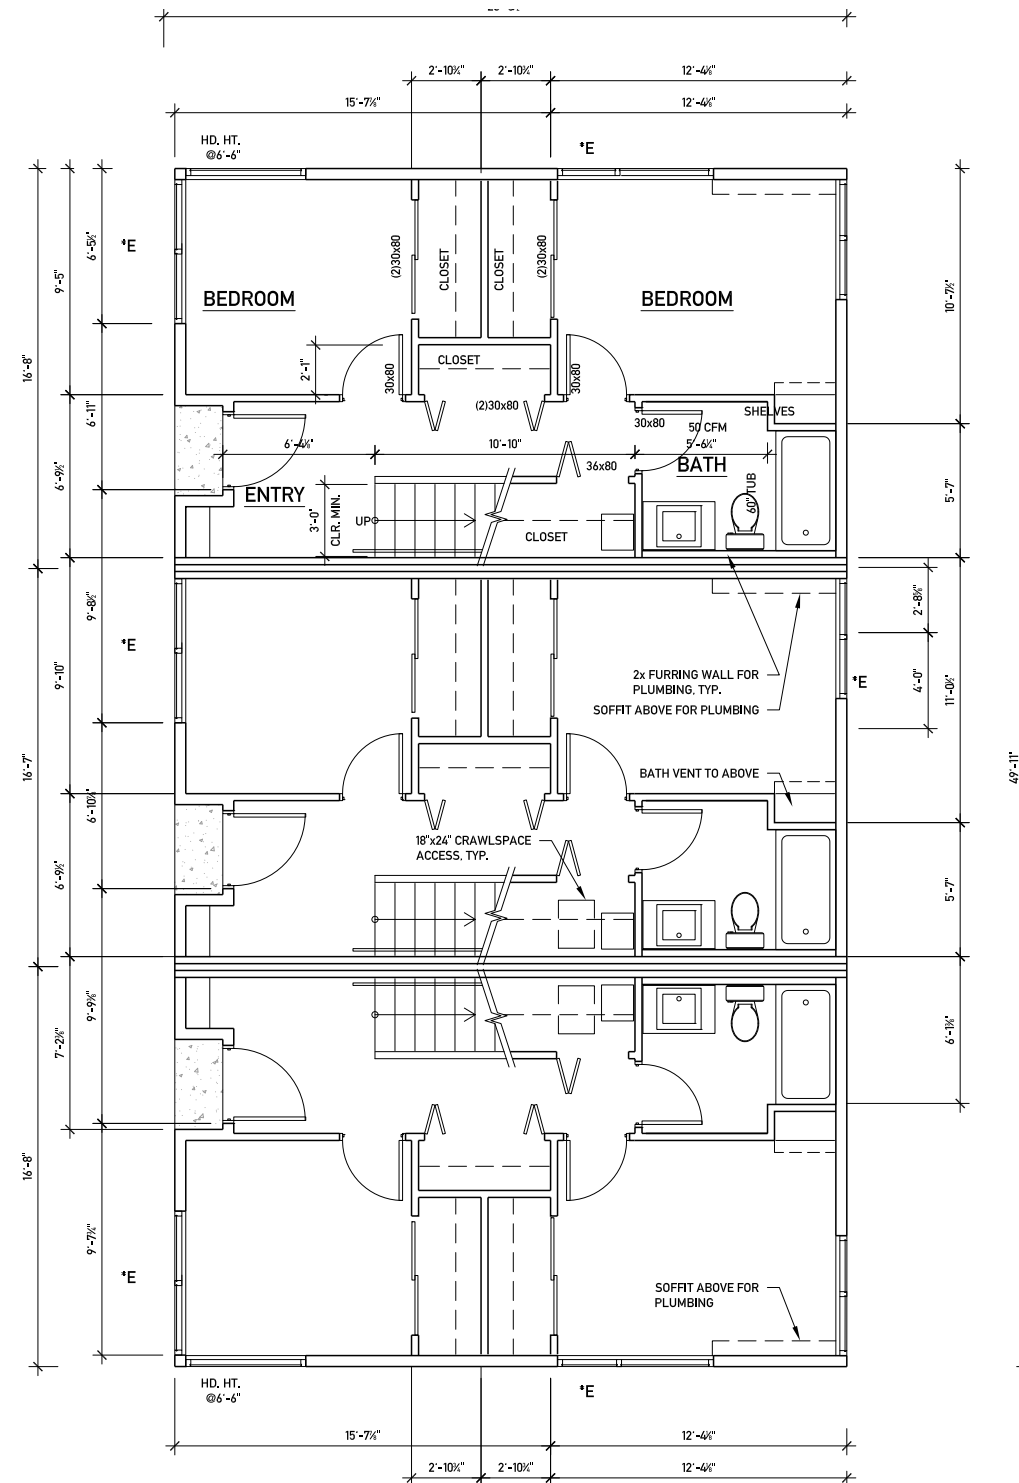 2'-10¾"
2'-10¾"
12'-4⅛"
15'-7⅞"
12'-4⅛"
HD. HT.
@6'-6"
*E
*E
6'-5½"
9'-5"
16'-8"
6'-11"
6'-9½"
(2)30x80
CLOSET
CLOSET
(2)30x80
10'-7½"
BEDROOM
BEDROOM
CLOSET
2'-1"
30x80
30x80
(2)30x80
SHELVES
30x80
50 CFM
6'-4⅛"
10'-10"
5'-6¼"
36x80
BATH
ENTRY
60" TUB
5'-7"
UP
3'-0"
CLR. MIN.
CLOSET
9'-8½"
2'-8⅝"
*E
9'-10"
2x FURRING WALL FOR
PLUMBING, TYP.
*E
4'-0"
11'-0½"
SOFFIT ABOVE FOR PLUMBING
16'-7"
BATH VENT TO ABOVE
49'-11"
6'-10¼"
18"x24" CRAWLSPACE
ACCESS, TYP.
6'-9½"
5'-7"
9'-9⅜"
7'-2⅝"
6'-1⅜"
16'-8"
9'-7¼"
*E
SOFFIT ABOVE FOR
PLUMBING
HD. HT.
@6'-6"
*E
15'-7⅞"
12'-4⅛"
2'-10¾"
2'-10¾"
12'-4⅛"